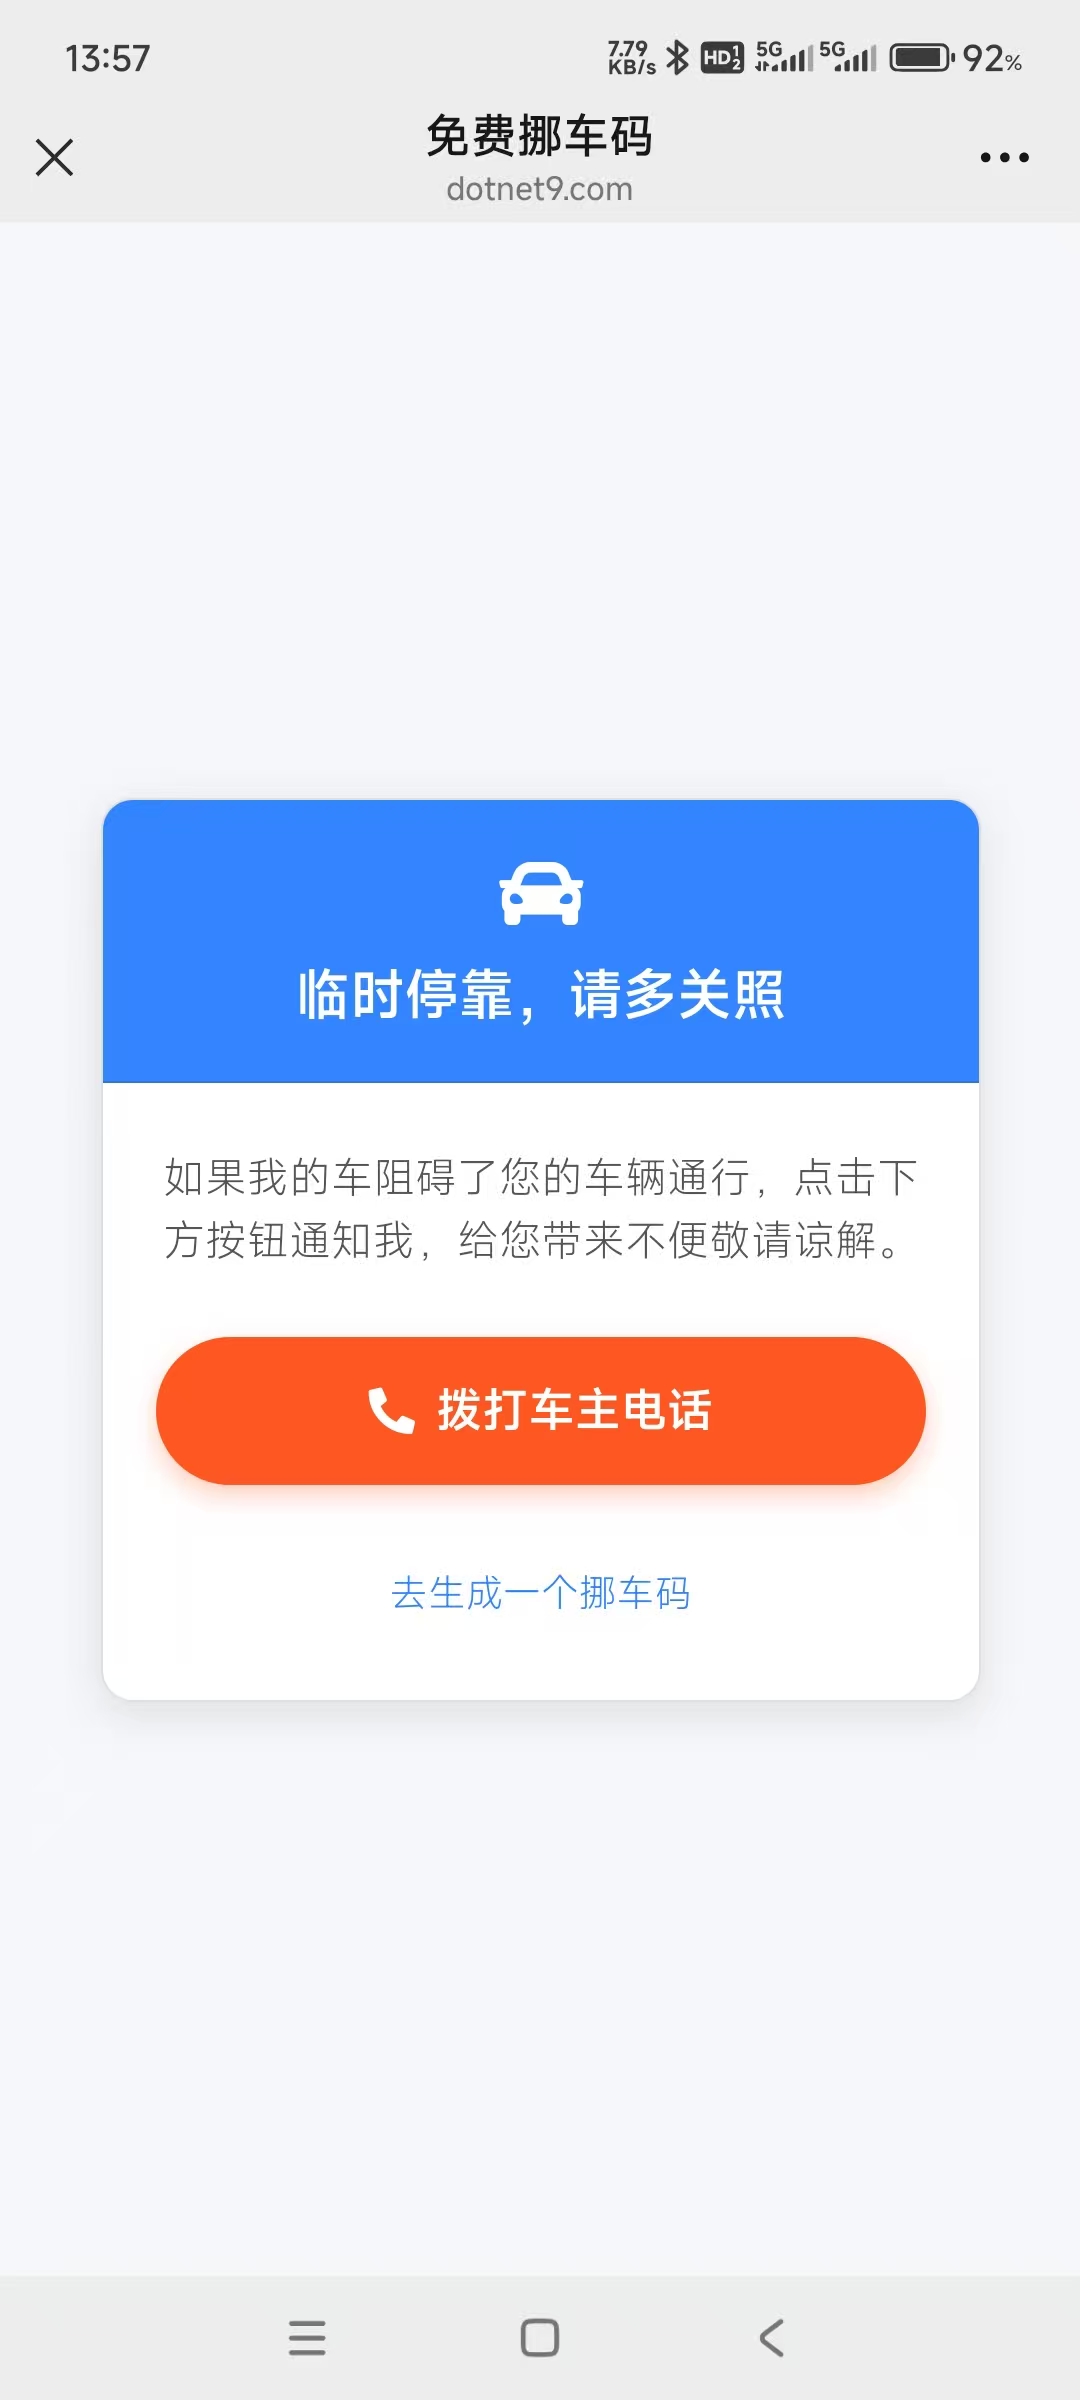 13:57
7.79 KB/s HD 1 2 5G 5G 92%
免费挪车码
dotnet9.com
临时停靠，请多关照
如果我的车阻碍了您的车辆通行，点击下
方按钮通知我，给您带来不便敬请谅解。
拨打车主电话
去生成一个挪车码